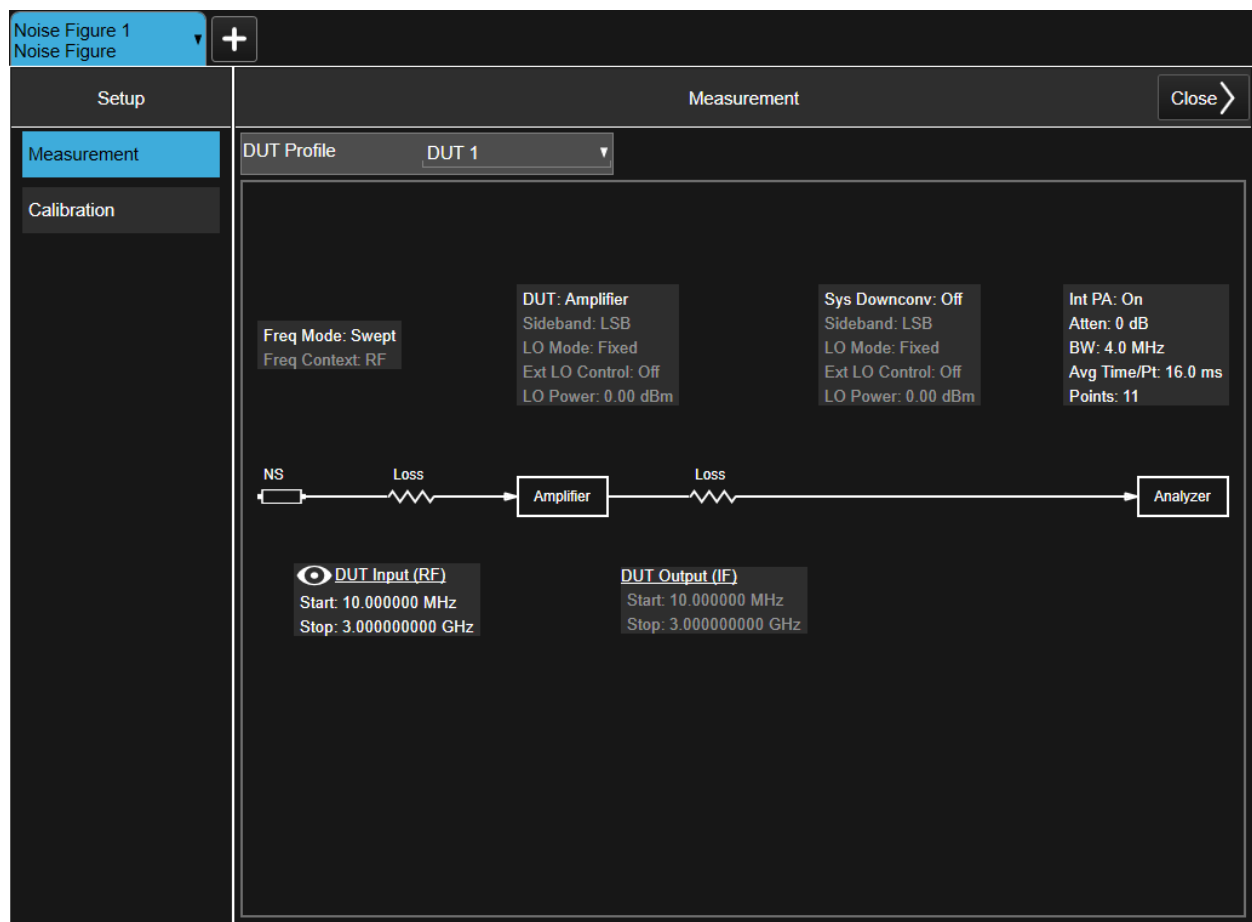 Noise Figure 1
Noise Figure
Setup
Measurement
Close
Measurement
Calibration
DUT Profile DUT 1
Freq Mode: Swept
Freq Context: RF
DUT: Amplifier
Sideband: LSB
LO Mode: Fixed
Ext LO Control: Off
LO Power: 0.00 dBm
Sys Downconv: Off
Sideband: LSB
LO Mode: Fixed
Ext LO Control: Off
LO Power: 0.00 dBm
Int PA: On
Atten: 0 dB
BW: 4.0 MHz
Avg Time/Pt: 16.0 ms
Points: 11
NS
Loss
Amplifier
Loss
Analyzer
DUT Input (RF)
Start: 10.000000 MHz
Stop: 3.000000000 GHz
DUT Output (IF)
Start: 10.000000 MHz
Stop: 3.000000000 GHz